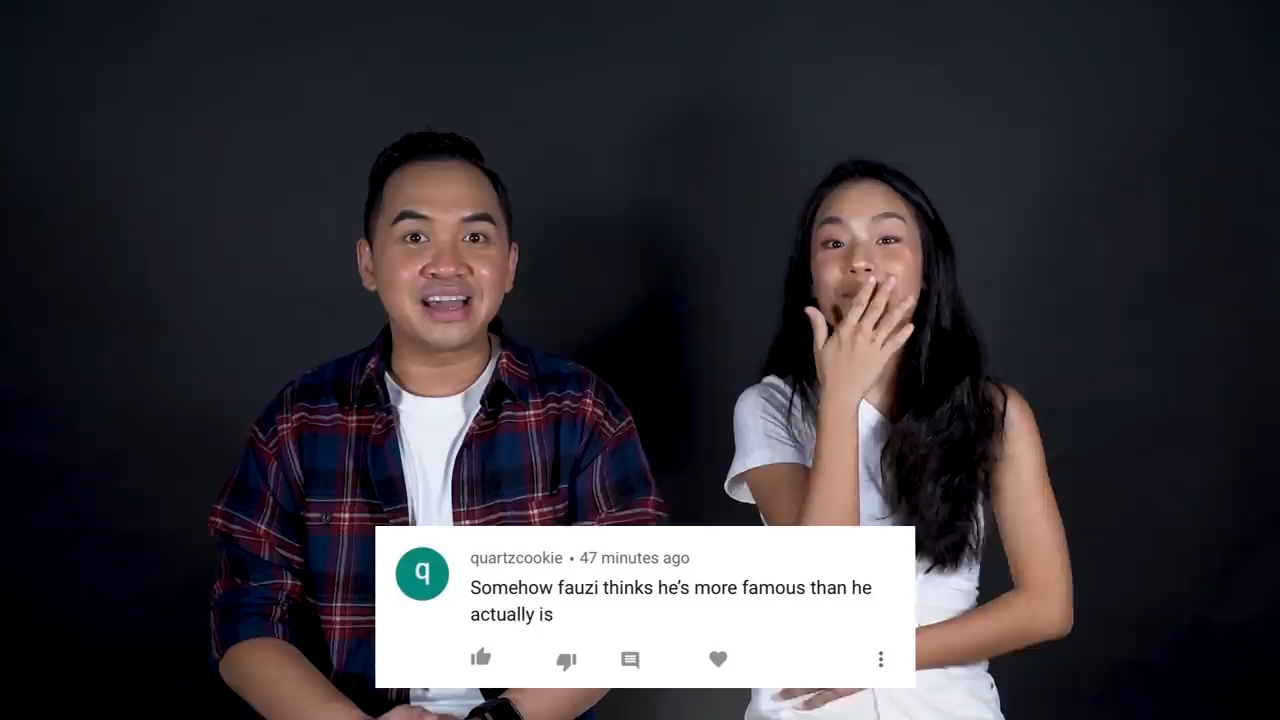 q
quartzcookie • 47 minutes ago
Somehow fauzi thinks he's more famous than he
actually is